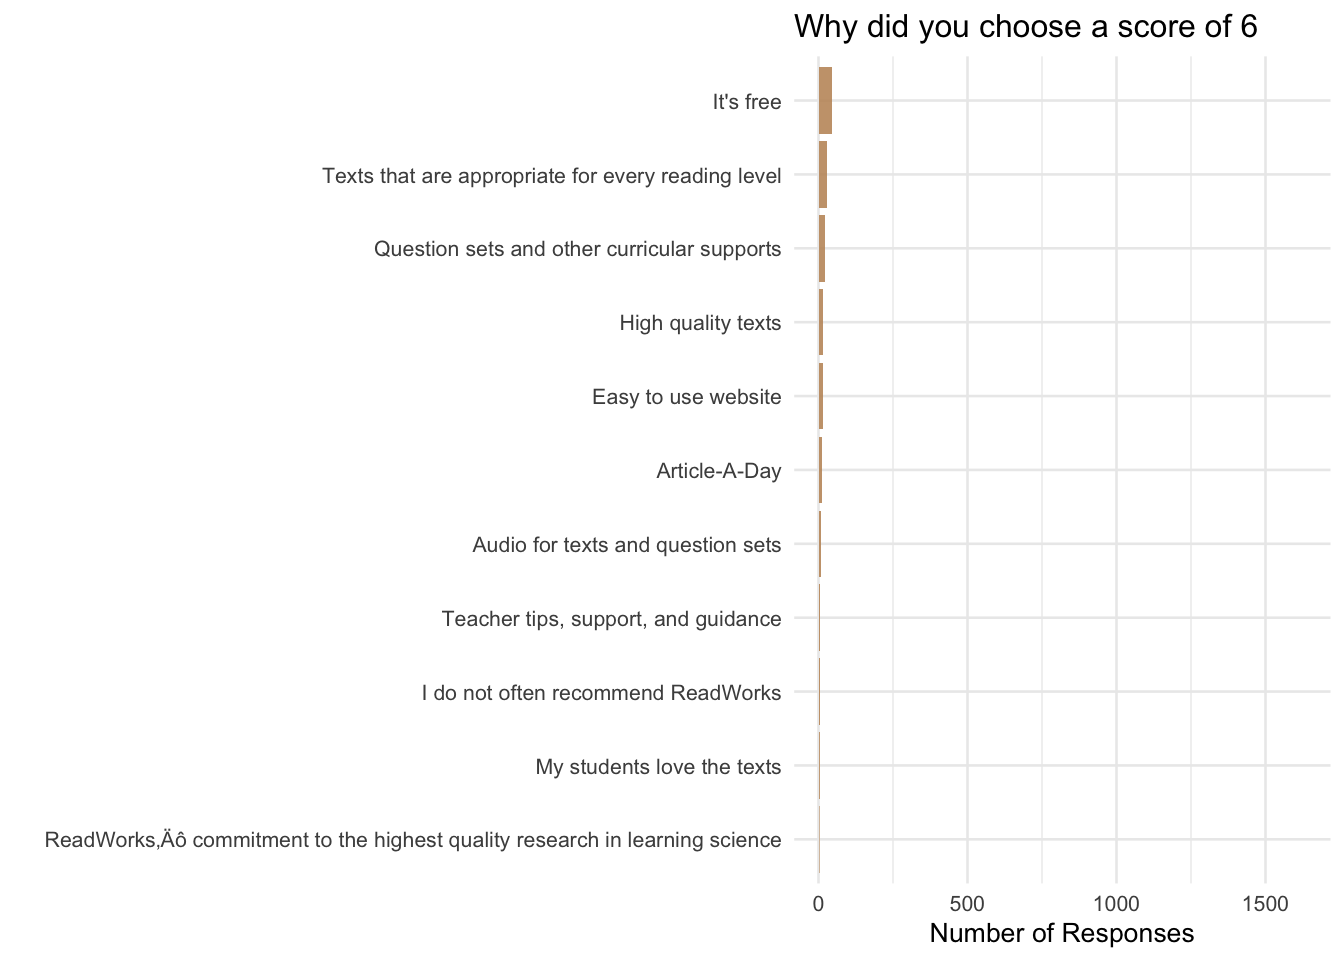 Why did you choose a score of 6
It's free
Texts that are appropriate for every reading level
Question sets and other curricular supports
High quality texts
Easy to use website
Article-A-Day
Audio for texts and question sets
Teacher tips, support, and guidance
I do not often recommend ReadWorks
My students love the texts
ReadWorks‚Äô commitment to the highest quality research in learning science
0 500 1000 1500
Number of Responses